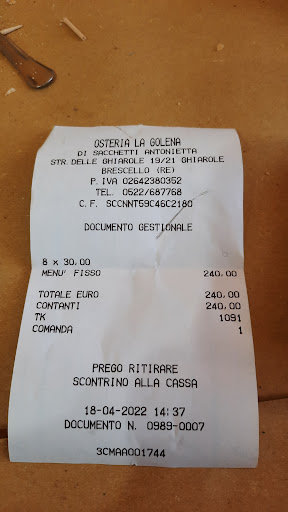 OSTERIA LA GOLENA
DI SACCHETTI ANTONIETTA
STR.DELLE GHIAROLE 19/21 GHIAROLE
BRESCELLO (RE)
P.IVA 02642380352
TEL. 0522/687768
C.F. SCCNNT59C46C218O
DOCUMENTO GESTIONALE
8 x 30,00
MENU' FISSO 240,00
TOTALE EURO 240,00
CONTANTI 240,00
TK 1091
COMANDA 1
PREGO RITIRARE
SCONTRINO ALLA CASSA
18-04-2022 14:37
DOCUMENTO N. 0989-0007
3CMAA001744